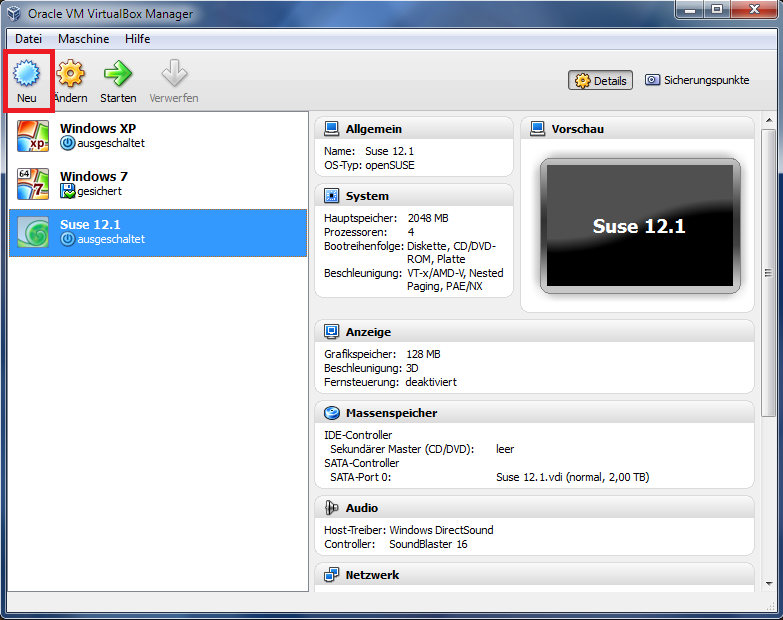 Oracle VM VirtualBox Manager
Datei Maschine Hilfe
Neu Ändern Starten Verwerfen Details Sicherungspunkte
xp Windows XP
ausgeschaltet
64 7 Windows 7
gesichert
Suse 12.1
ausgeschaltet
Allgemein
Name: Suse 12.1
OS-Typ: openSUSE
System
Hauptspeicher: 2048 MB
Prozessoren: 4
Bootreihenfolge: Diskette, CD/DVD-
ROM, Platte
Beschleunigung: VT-x/AMD-V, Nested
Paging, PAE/NX
Vorschau
Suse 12.1
Anzeige
Grafikspeicher: 128 MB
Beschleunigung: 3D
Fernsteuerung: deaktiviert
Massenspeicher
IDE-Controller
Sekundärer Master (CD/DVD): leer
SATA-Controller
SATA-Port 0: Suse 12.1.vdi (normal, 2,00 TB)
Audio
Host-Treiber: Windows DirectSound
Controller: SoundBlaster 16
Netzwerk